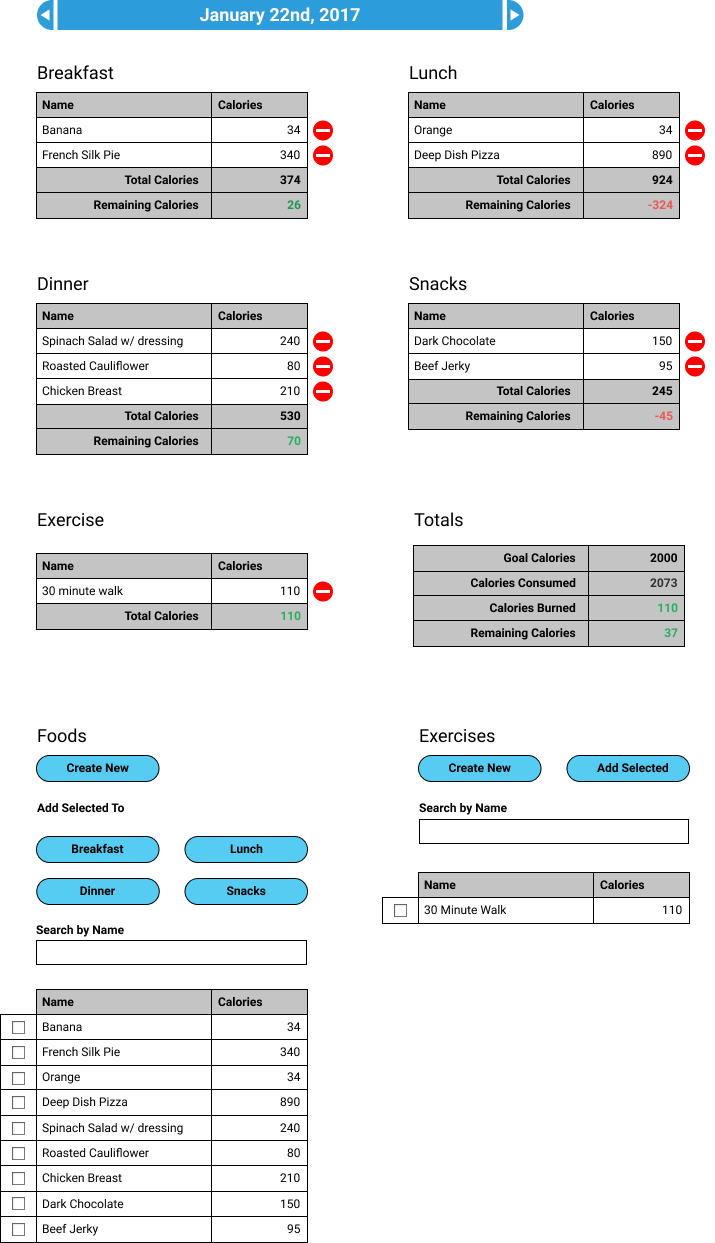 January 22nd, 2017
Breakfast
Name Calories
Banana 34
French Silk Pie 340
Total Calories 374
Remaining Calories 26
Lunch
Name Calories
Orange 34
Deep Dish Pizza 890
Total Calories 924
Remaining Calories -324
Dinner
Name Calories
Spinach Salad w/ dressing 240
Roasted Cauliflower 80
Chicken Breast 210
Total Calories 530
Remaining Calories 70
Snacks
Name Calories
Dark Chocolate 150
Beef Jerky 95
Total Calories 245
Remaining Calories -45
Exercise
Name Calories
30 minute walk 110
Total Calories 110
Totals
Goal Calories 2000
Calories Consumed 2073
Calories Burned 110
Remaining Calories 37
Foods
Create New
Add Selected To
Breakfast Lunch
Dinner Snacks
Search by Name
Name Calories
Banana 34
French Silk Pie 340
Orange 34
Deep Dish Pizza 890
Spinach Salad w/ dressing 240
Roasted Cauliflower 80
Chicken Breast 210
Dark Chocolate 150
Beef Jerky 95
Exercises
Create New Add Selected
Search by Name
Name Calories
30 Minute Walk 110